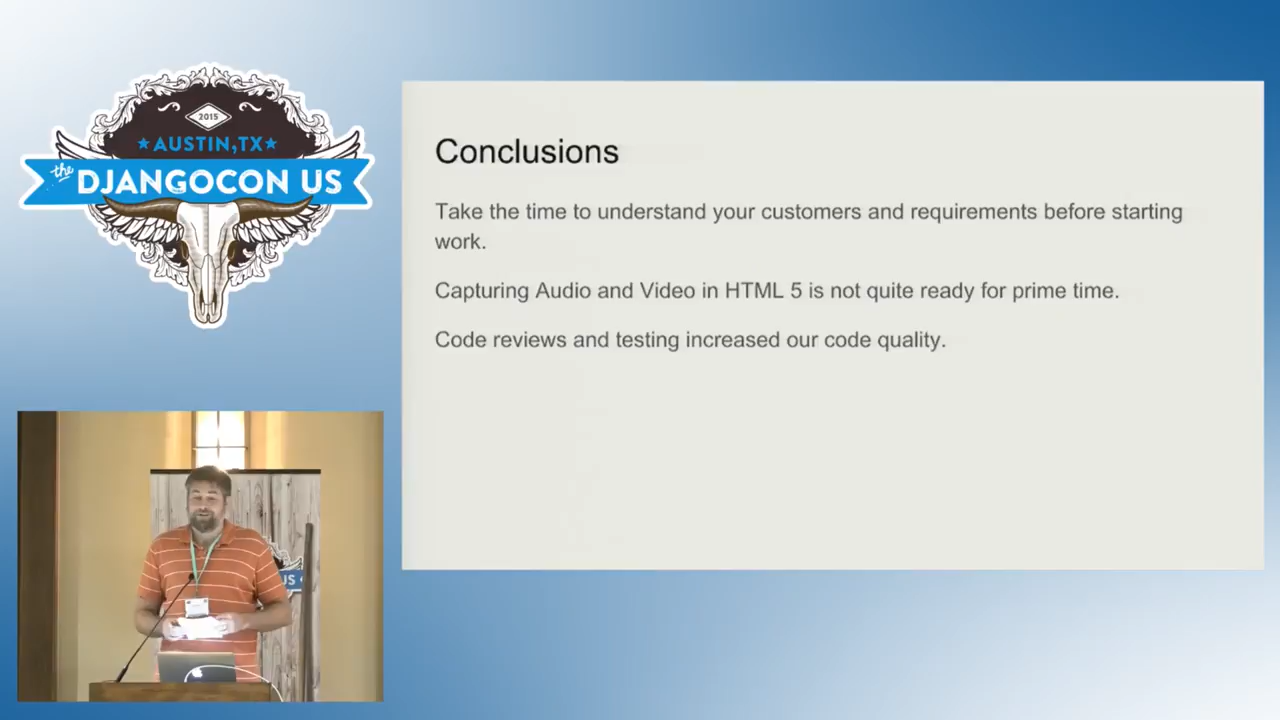 2015
AUSTIN,TX
the
DJANGOCON US
Conclusions
Take the time to understand your customers and requirements before starting
work.
Capturing Audio and Video in HTML 5 is not quite ready for prime time.
Code reviews and testing increased our code quality.
US